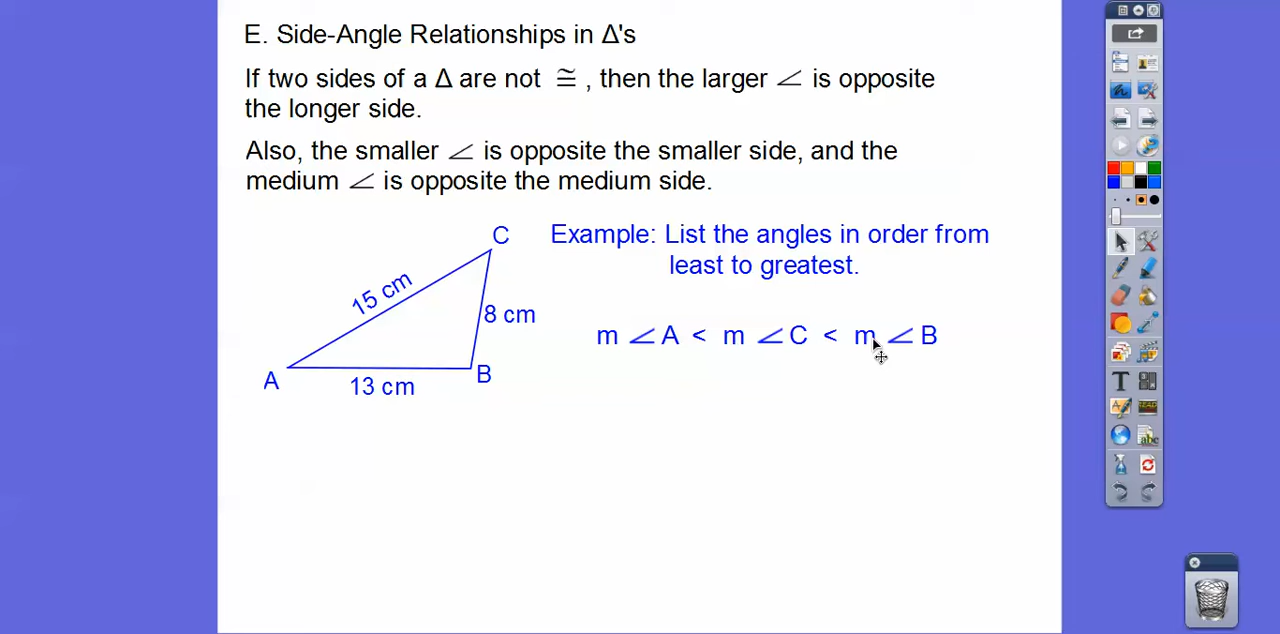 E. Side-Angle Relationships in Δ's
If two sides of a Δ are not ≅ , then the larger ∠ is opposite
the longer side.
Also, the smaller ∠ is opposite the smaller side, and the
medium ∠ is opposite the medium side.
C
15 cm
8 cm
A
13 cm
B
Example: List the angles in order from
least to greatest.
m ∠A < m ∠C < m ∠B